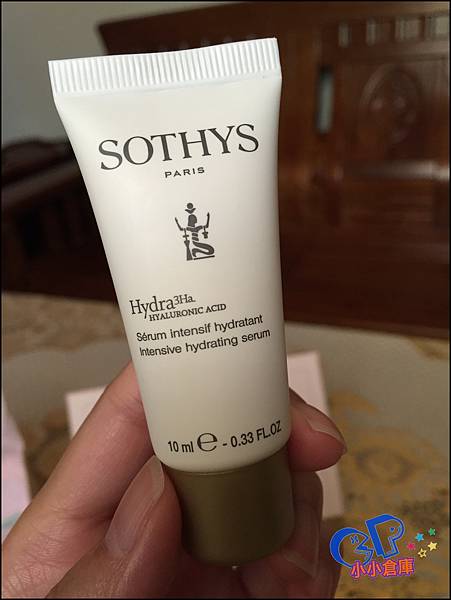 SOTHYS
PARIS
Hydra3Ha.
HYALURONIC ACID
Sérum intensif hydratant
Intensive hydrating serum
10 ml ℮ - 0.33 FL.OZ
小小倉庫